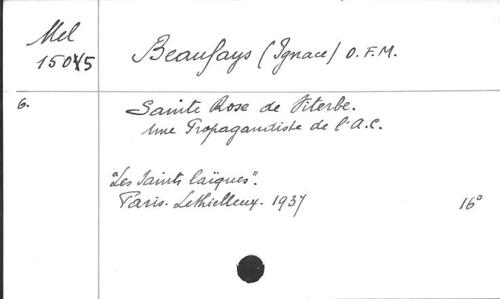 Mel
15045
Beaufays (Ignace) O.F.M.
6.
Sainte Rose de Viterbe.
Une Propagandiste de l'A.C.
"Les Saints laïques".
Paris. Lethielleux. 1937
16°